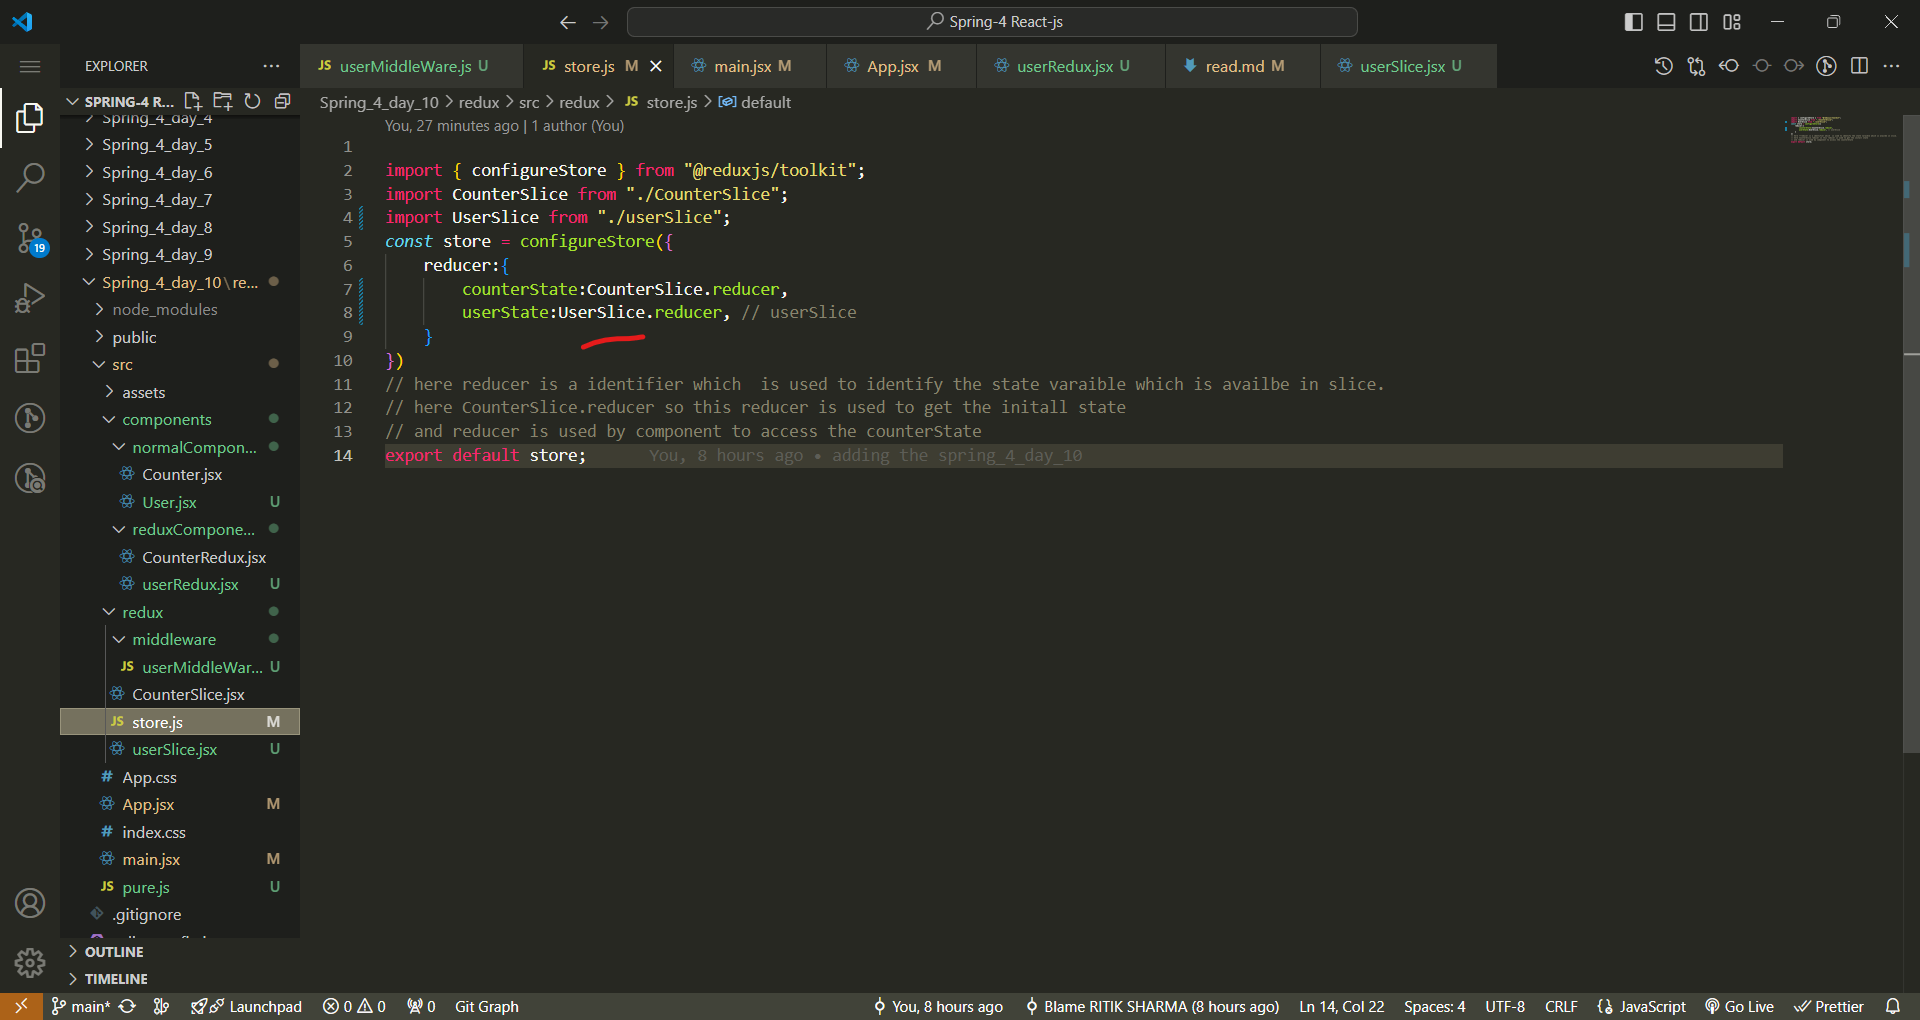 Spring-4 React-js
EXPLORER
userMiddleWare.js U
store.js M
main.jsx M
App.jsx M
userRedux.jsx U
read.md M
userSlice.jsx U
SPRING-4 R...
Spring_4_day_10 > redux > src > redux > JS store.js > default
You, 27 minutes ago | 1 author (You)
Spring_4_day_4
Spring_4_day_5
Spring_4_day_6
Spring_4_day_7
Spring_4_day_8
Spring_4_day_9
Spring_4_day_10\re...
node_modules
public
src
assets
components
normalCompon...
Counter.jsx
User.jsx U
reduxCompone...
CounterRedux.jsx
userRedux.jsx U
redux
middleware
JS userMiddleWar... U
CounterSlice.jsx
JS store.js M
userSlice.jsx U
# App.css
App.jsx M
# index.css
main.jsx M
JS pure.js U
.gitignore
OUTLINE
TIMELINE
19
1
2 import { configureStore } from "@reduxjs/toolkit";
3 import CounterSlice from "./CounterSlice";
4 import UserSlice from "./userSlice";
5 const store = configureStore({
6 reducer:{
7 counterState:CounterSlice.reducer,
8 userState:UserSlice.reducer, // userSlice
9 }
10 })
11 // here reducer is a identifier which  is used to identify the state varaible which is availbe in slice.
12 // here CounterSlice.reducer so this reducer is used to get the initall state
13 // and reducer is used by component to access the counterState
14 export default store; You, 8 hours ago • adding the spring_4_day_10
main* Launchpad 0 0 0 Git Graph You, 8 hours ago Blame RITIK SHARMA (8 hours ago) Ln 14, Col 22 Spaces: 4 UTF-8 CRLF {} JavaScript Go Live Prettier